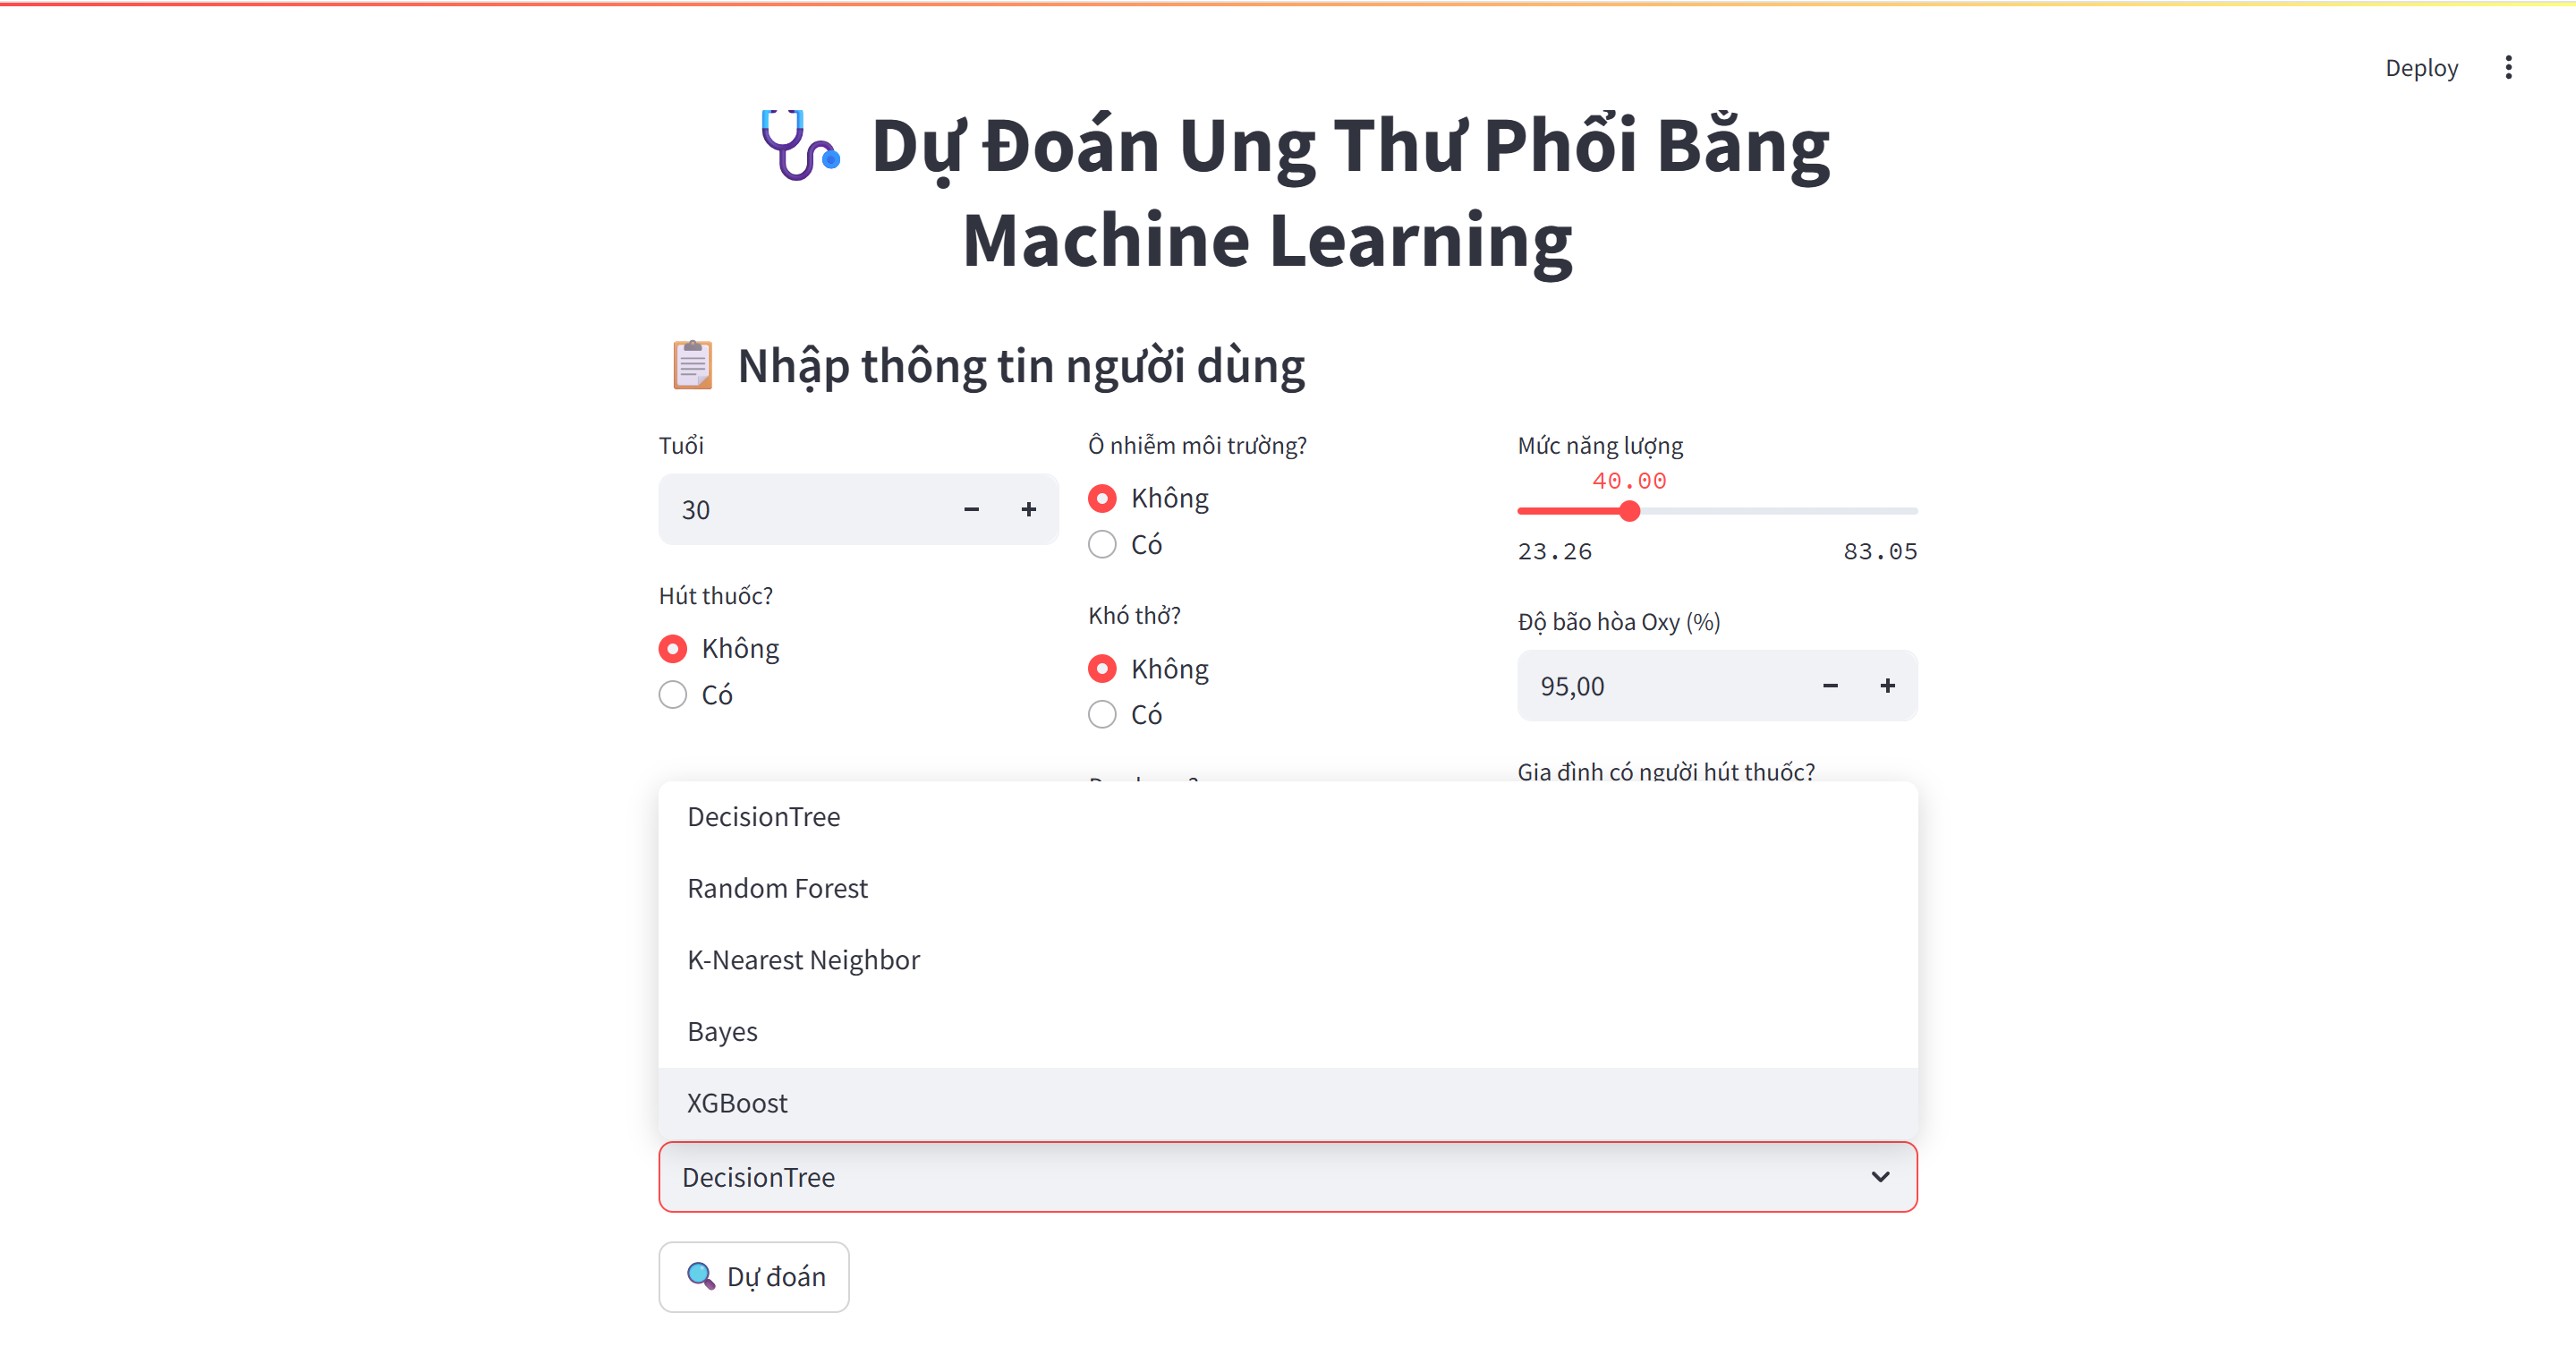 Deploy
Dự Đoán Ung Thư Phổi Bằng
Machine Learning
Nhập thông tin người dùng
Tuổi
30
Hút thuốc?
Không
Có
Ô nhiễm môi trường?
Không
Có
Khó thở?
Không
Có
Mức năng lượng
40.00
23.26 83.05
Độ bão hòa Oxy (%)
95,00
Gia đình có người hút thuốc?
DecisionTree
Random Forest
K-Nearest Neighbor
Bayes
XGBoost
DecisionTree
Dự đoán